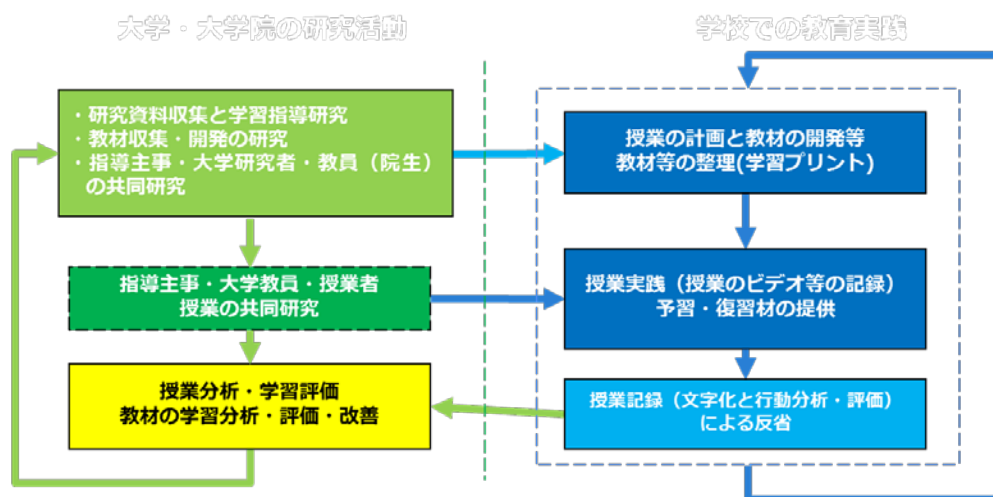 大学・大学院の研究活動
学校での教育実践
・研究資料収集と学習指導研究
・教材収集・開発の研究
・指導主事・大学研究者・教員（院生）
の共同研究
授業の計画と教材の開発等
教材等の整理(学習プリント)
指導主事・大学教員・授業者
授業の共同研究
授業実践（授業のビデオ等の記録）
予習・復習材の提供
授業分析・学習評価
教材の学習分析・評価・改善
授業記録（文字化と行動分析・評価）
による反省